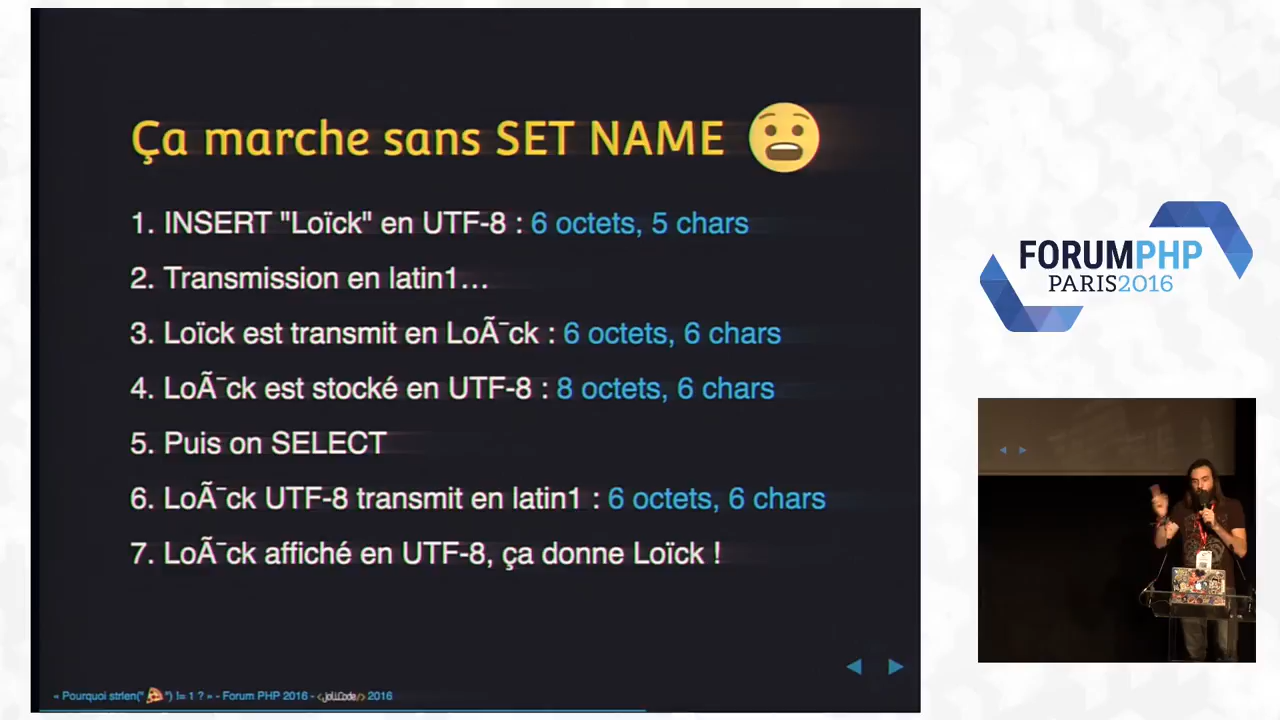 Ça marche sans SET NAME 😧
1. INSERT "Loïck" en UTF-8 : 6 octets, 5 chars
2. Transmission en latin1…
3. Loïck est transmit en LoÃ¯ck : 6 octets, 6 chars
4. LoÃ¯ck est stocké en UTF-8 : 8 octets, 6 chars
5. Puis on SELECT
6. LoÃ¯ck UTF-8 transmit en latin1 : 6 octets, 6 chars
7. LoÃ¯ck affiché en UTF-8, ça donne Loïck !
« Pourquoi strlen("🍕") != 1 ? » - Forum PHP 2016 - <JoliCode/> 2016
FORUMPHP
PARIS2016